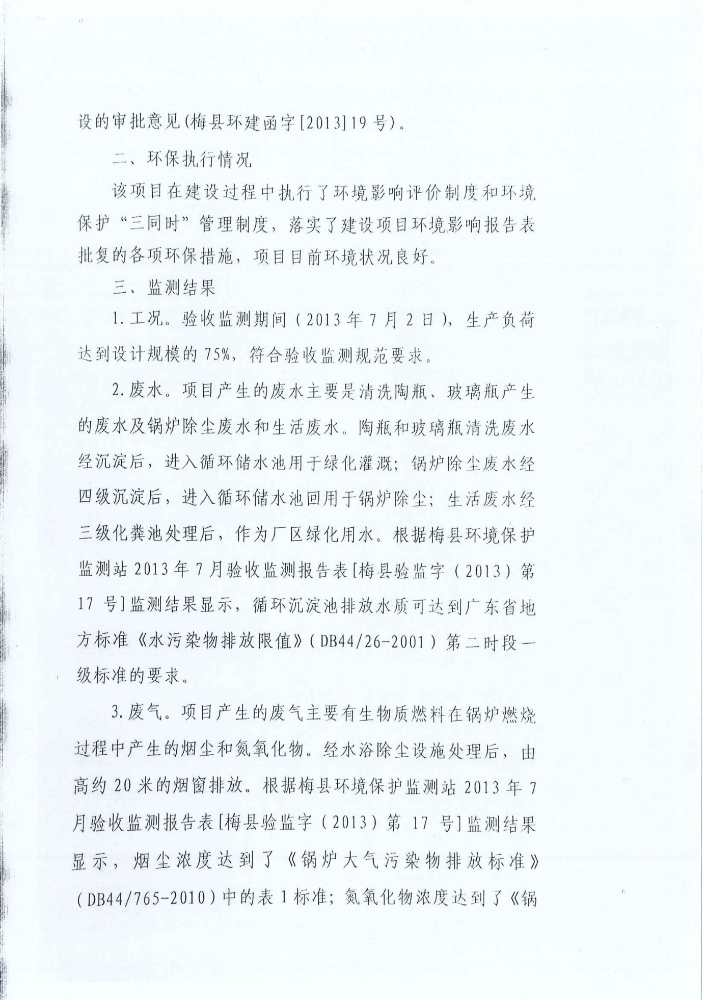 设的审批意见(梅县环建函字[2013]19号)。
二、环保执行情况
该项目在建设过程中执行了环境影响评价制度和环境
保护“三同时”管理制度，落实了建设项目环境影响报告表
批复的各项环保措施，项目目前环境状况良好。
三、监测结果
1.工况。验收监测期间（2013年7月2日），生产负荷
达到设计规模的75%，符合验收监测规范要求。
2.废水。项目产生的废水主要是清洗陶瓶、玻璃瓶产生
的废水及锅炉除尘废水和生活废水。陶瓶和玻璃瓶清洗废水
经沉淀后，进入循环储水池用于绿化灌溉；锅炉除尘废水经
四级沉淀后，进入循环储水池回用于锅炉除尘；生活废水经
三级化粪池处理后，作为厂区绿化用水。根据梅县环境保护
监测站2013年7月验收监测报告表[梅县验监字（2013）第
17号]监测结果显示，循环沉淀池排放水质可达到广东省地
方标准《水污染物排放限值》（DB44/26-2001）第二时段一
级标准的要求。
3.废气。项目产生的废气主要有生物质燃料在锅炉燃烧
过程中产生的烟尘和氮氧化物。经水浴除尘设施处理后，由
高约20米的烟窗排放。根据梅县环境保护监测站2013年7
月验收监测报告表[梅县验监字（2013）第17号]监测结果
显示，烟尘浓度达到了《锅炉大气污染物排放标准》
（DB44/765-2010）中的表1标准；氮氧化物浓度达到了《锅